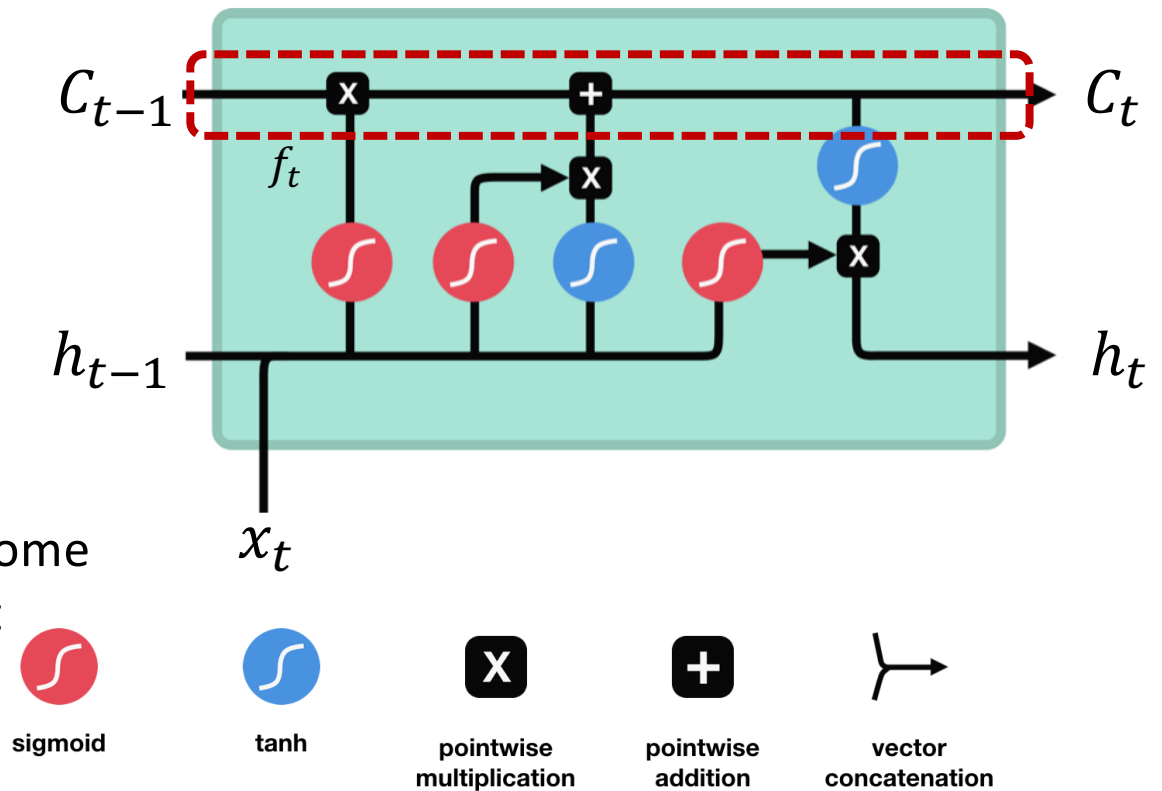 C_{t-1}
x
+
C_t
f_t
x
x
h_{t-1}
h_t
x_t
ome
x
+
sigmoid
tanh
pointwise
multiplication
pointwise
addition
vector
concatenation